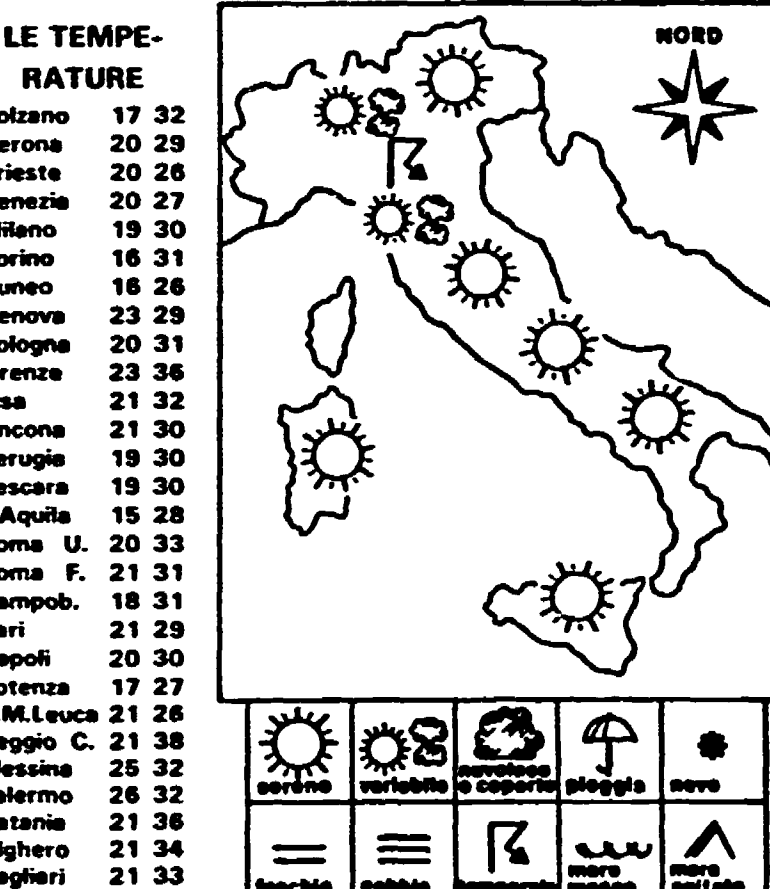 LE TEMPE-
RATURE
olzano 17 32
erona 20 29
rieste 20 26
enezia 20 27
ilano 19 30
orino 16 31
uneo 16 26
enova 23 29
ologna 20 31
renze 23 36
sa 21 32
ncona 21 30
erugia 19 30
escara 19 30
Aquila 15 28
oma U. 20 33
oma F. 21 31
ampob. 18 31
ari 21 29
apoli 20 30
otenza 17 27
.M.Leuca 21 26
eggio C. 21 38
essina 25 32
alermo 26 32
atania 21 36
lghero 21 34
agliari 21 33
NORD
sereno
variabile
nuvoloso
o coperto
pioggia
neve
mare
mare